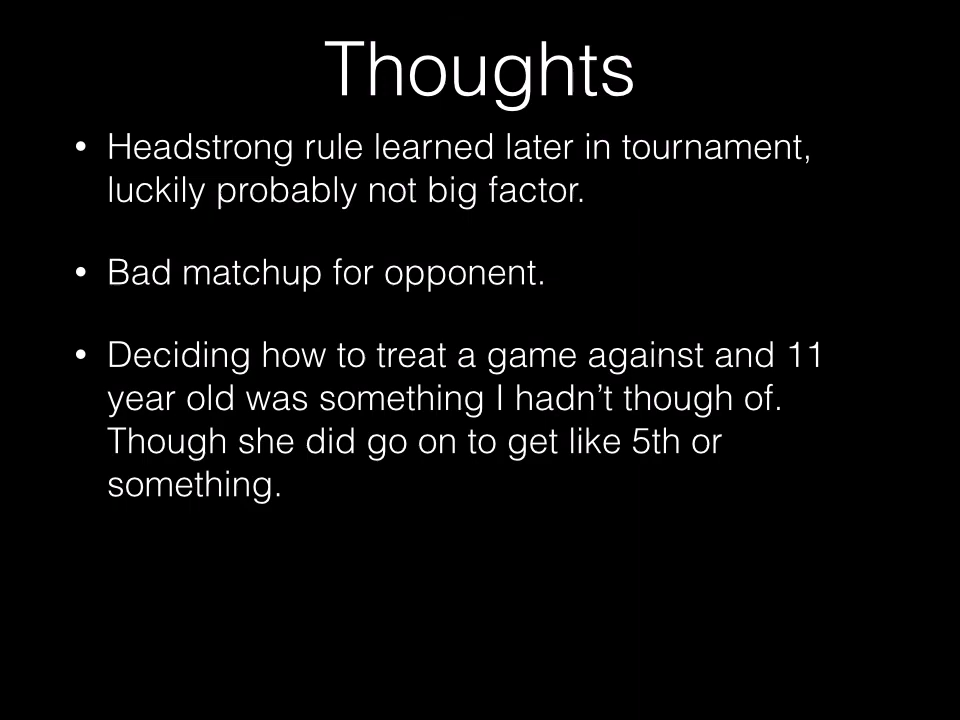 Thoughts
• Headstrong rule learned later in tournament,
luckily probably not big factor.
• Bad matchup for opponent.
• Deciding how to treat a game against and 11
year old was something I hadn’t though of.
Though she did go on to get like 5th or
something.